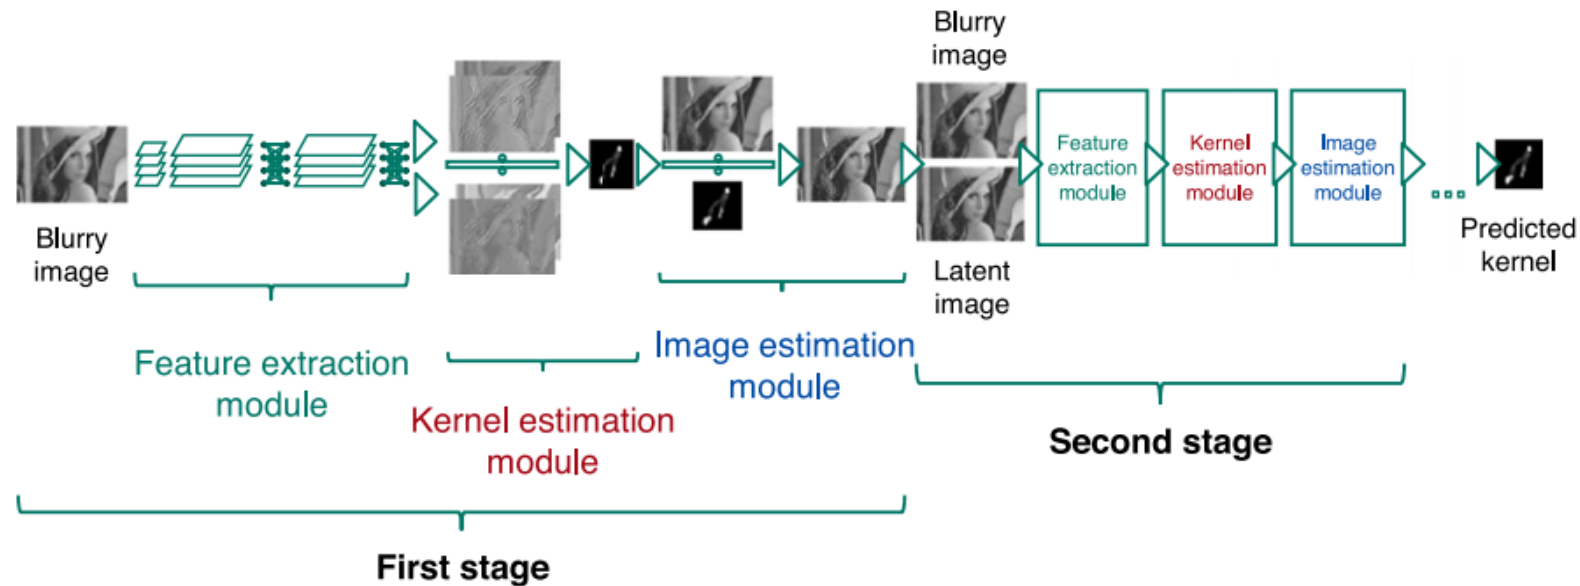 Blurry
image
Feature extraction
module
Kernel estimation
module
Image estimation
module
First stage
Blurry
image
Latent
image
Feature
extraction
module
Kernel
estimation
module
Image
estimation
module
Second stage
Predicted
kernel